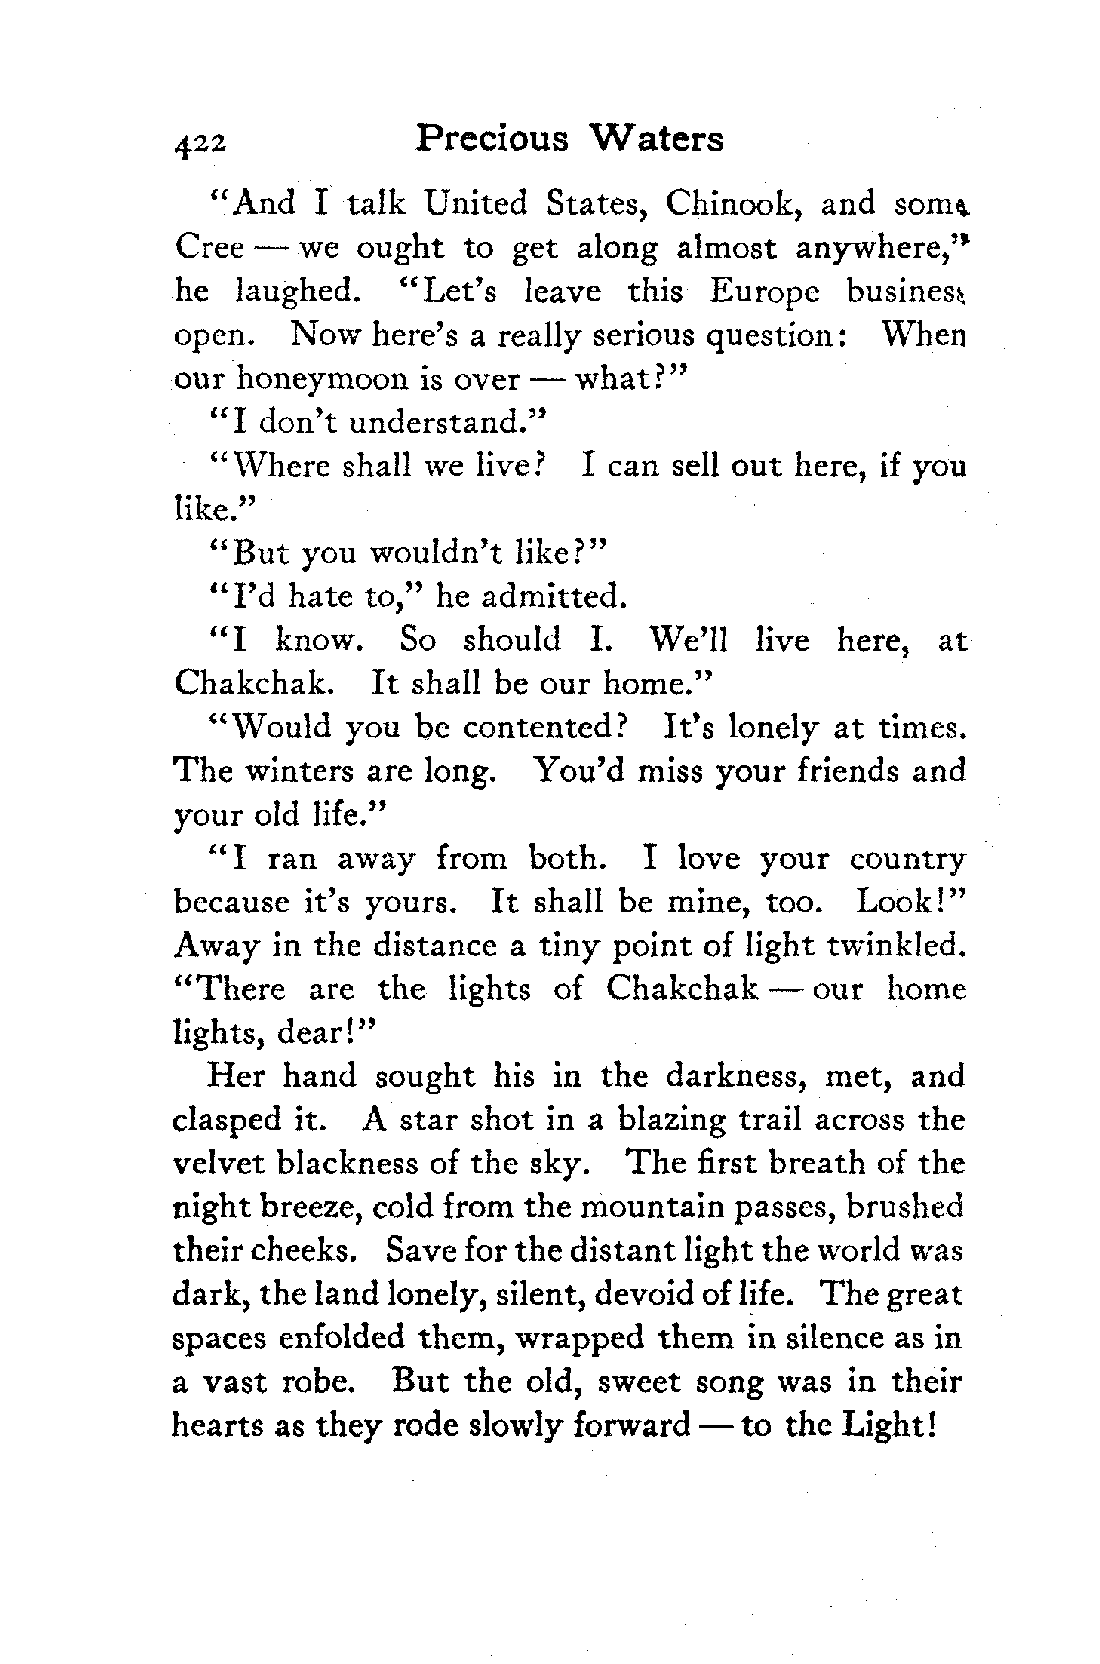 422 Precious Waters
“And I talk United States, Chinook, and some
Cree — we ought to get along almost anywhere,”
he laughed. “Let’s leave this Europe business
open. Now here’s a really serious question: When
our honeymoon is over — what?”
“I don’t understand.”
“Where shall we live? I can sell out here, if you
like.”
“But you wouldn’t like?”
“I’d hate to,” he admitted.
“I know. So should I. We’ll live here, at
Chakchak. It shall be our home.”
“Would you be contented? It’s lonely at times.
The winters are long. You’d miss your friends and
your old life.”
“I ran away from both. I love your country
because it’s yours. It shall be mine, too. Look!”
Away in the distance a tiny point of light twinkled.
“There are the lights of Chakchak — our home
lights, dear!”
Her hand sought his in the darkness, met, and
clasped it. A star shot in a blazing trail across the
velvet blackness of the sky. The first breath of the
night breeze, cold from the mountain passes, brushed
their cheeks. Save for the distant light the world was
dark, the land lonely, silent, devoid of life. The great
spaces enfolded them, wrapped them in silence as in
a vast robe. But the old, sweet song was in their
hearts as they rode slowly forward — to the Light!